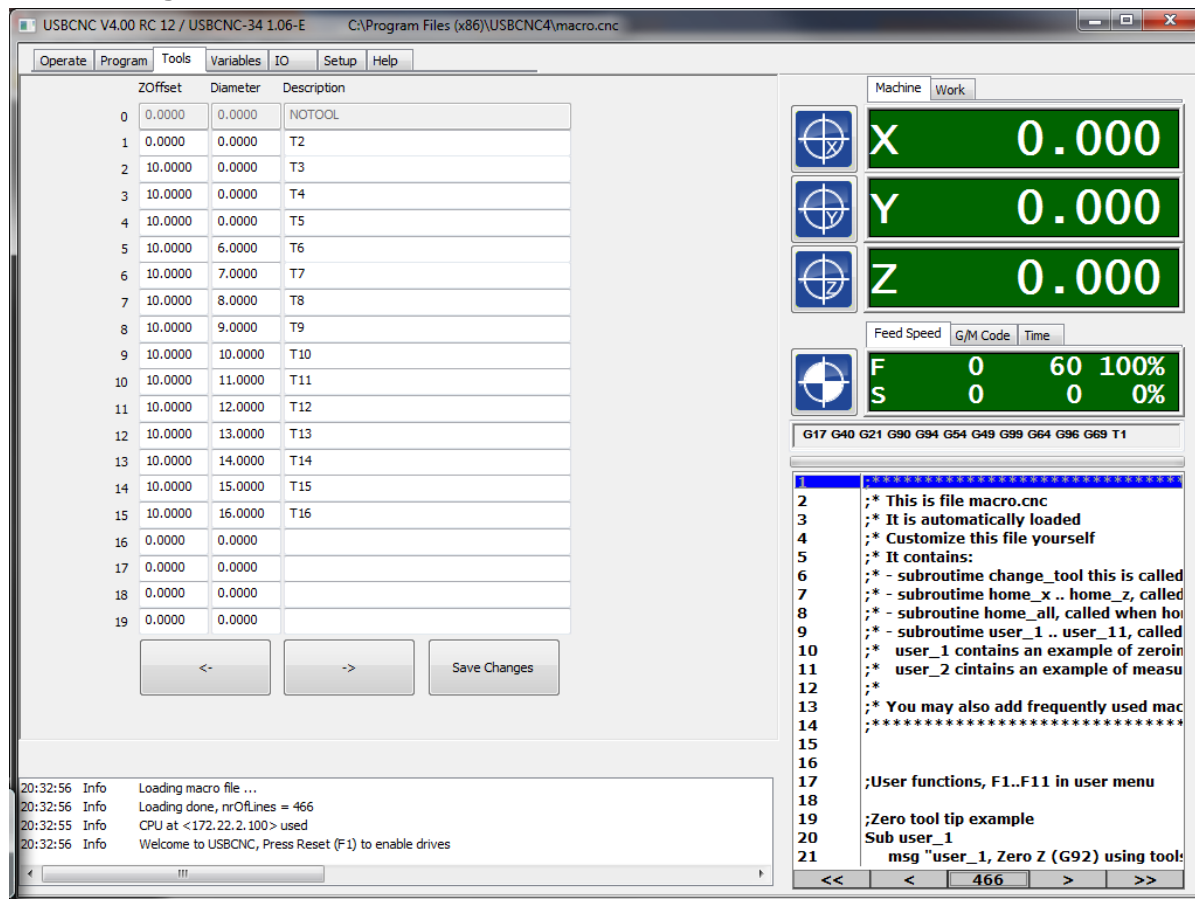 USBCNC V4.00 RC 12 / USBCNC-34 1.06-E C:\Program Files (x86)\USBCNC4\macro.cnc
Operate Program Tools Variables IO Setup Help
ZOffset Diameter Description
0 0.0000 0.0000 NOTOOL
1 0.0000 0.0000 T2
2 10.0000 0.0000 T3
3 10.0000 0.0000 T4
4 10.0000 0.0000 T5
5 10.0000 6.0000 T6
6 10.0000 7.0000 T7
7 10.0000 8.0000 T8
8 10.0000 9.0000 T9
9 10.0000 10.0000 T10
10 10.0000 11.0000 T11
11 10.0000 12.0000 T12
12 10.0000 13.0000 T13
13 10.0000 14.0000 T14
14 10.0000 15.0000 T15
15 10.0000 16.0000 T16
16 0.0000 0.0000
17 0.0000 0.0000
18 0.0000 0.0000
19 0.0000 0.0000
<- -> Save Changes
20:32:56 Info Loading macro file ...
20:32:56 Info Loading done, nrOfLines = 466
20:32:55 Info CPU at <172.22.2.100> used
20:32:56 Info Welcome to USBCNC, Press Reset (F1) to enable drives
Machine Work
X 0.000
Y 0.000
Z 0.000
Feed Speed G/M Code Time
F 0 60 100%
S 0 0 0%
G17 G40 G21 G90 G94 G54 G49 G99 G64 G96 G69 T1
1 ;******************************
2 ;* This is file macro.cnc
3 ;* It is automatically loaded
4 ;* Customize this file yourself
5 ;* It contains:
6 ;* - subroutime change_tool this is called
7 ;* - subroutime home_x .. home_z, called
8 ;* - subroutine home_all, called when ho
9 ;* - subroutime user_1 .. user_11, called
10 ;* user_1 contains an example of zeroin
11 ;* user_2 cintains an example of measu
12 ;*
13 ;* You may also add frequently used mac
14 ;******************************
15
16
17 ;User functions, F1..F11 in user menu
18
19 ;Zero tool tip example
20 Sub user_1
21 msg "user_1, Zero Z (G92) using tools
<< < 466 > >>